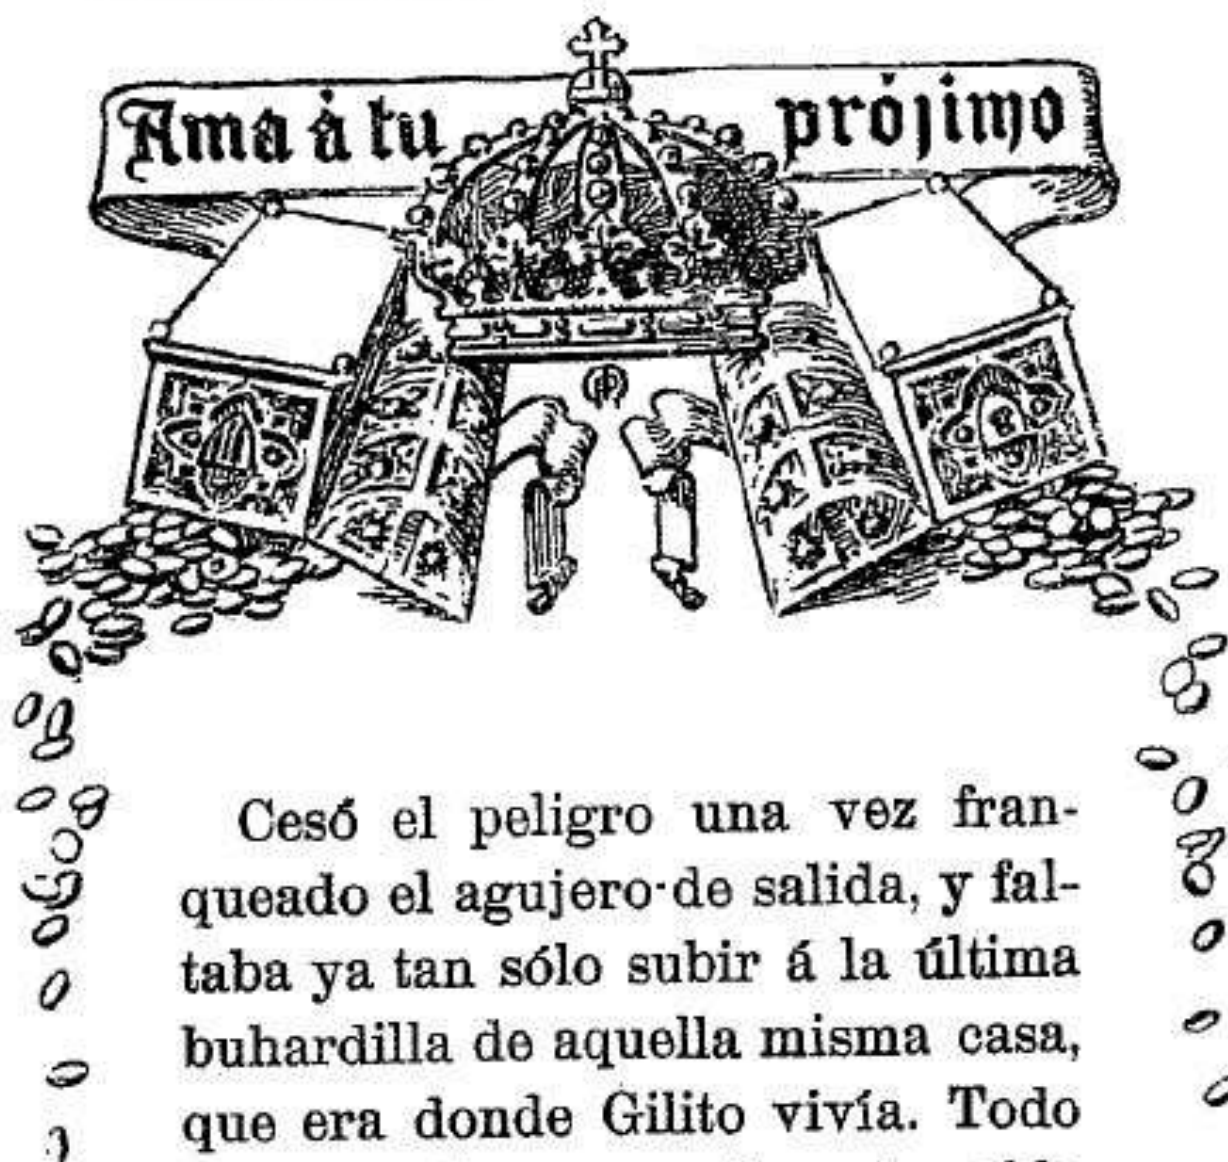 Ama á tu prójimo
Cesó el peligro una vez fran-
queado el agujero de salida, y fal-
taba ya tan sólo subir á la última
buhardilla de aquella misma casa,
que era donde Gilito vivía. Todo